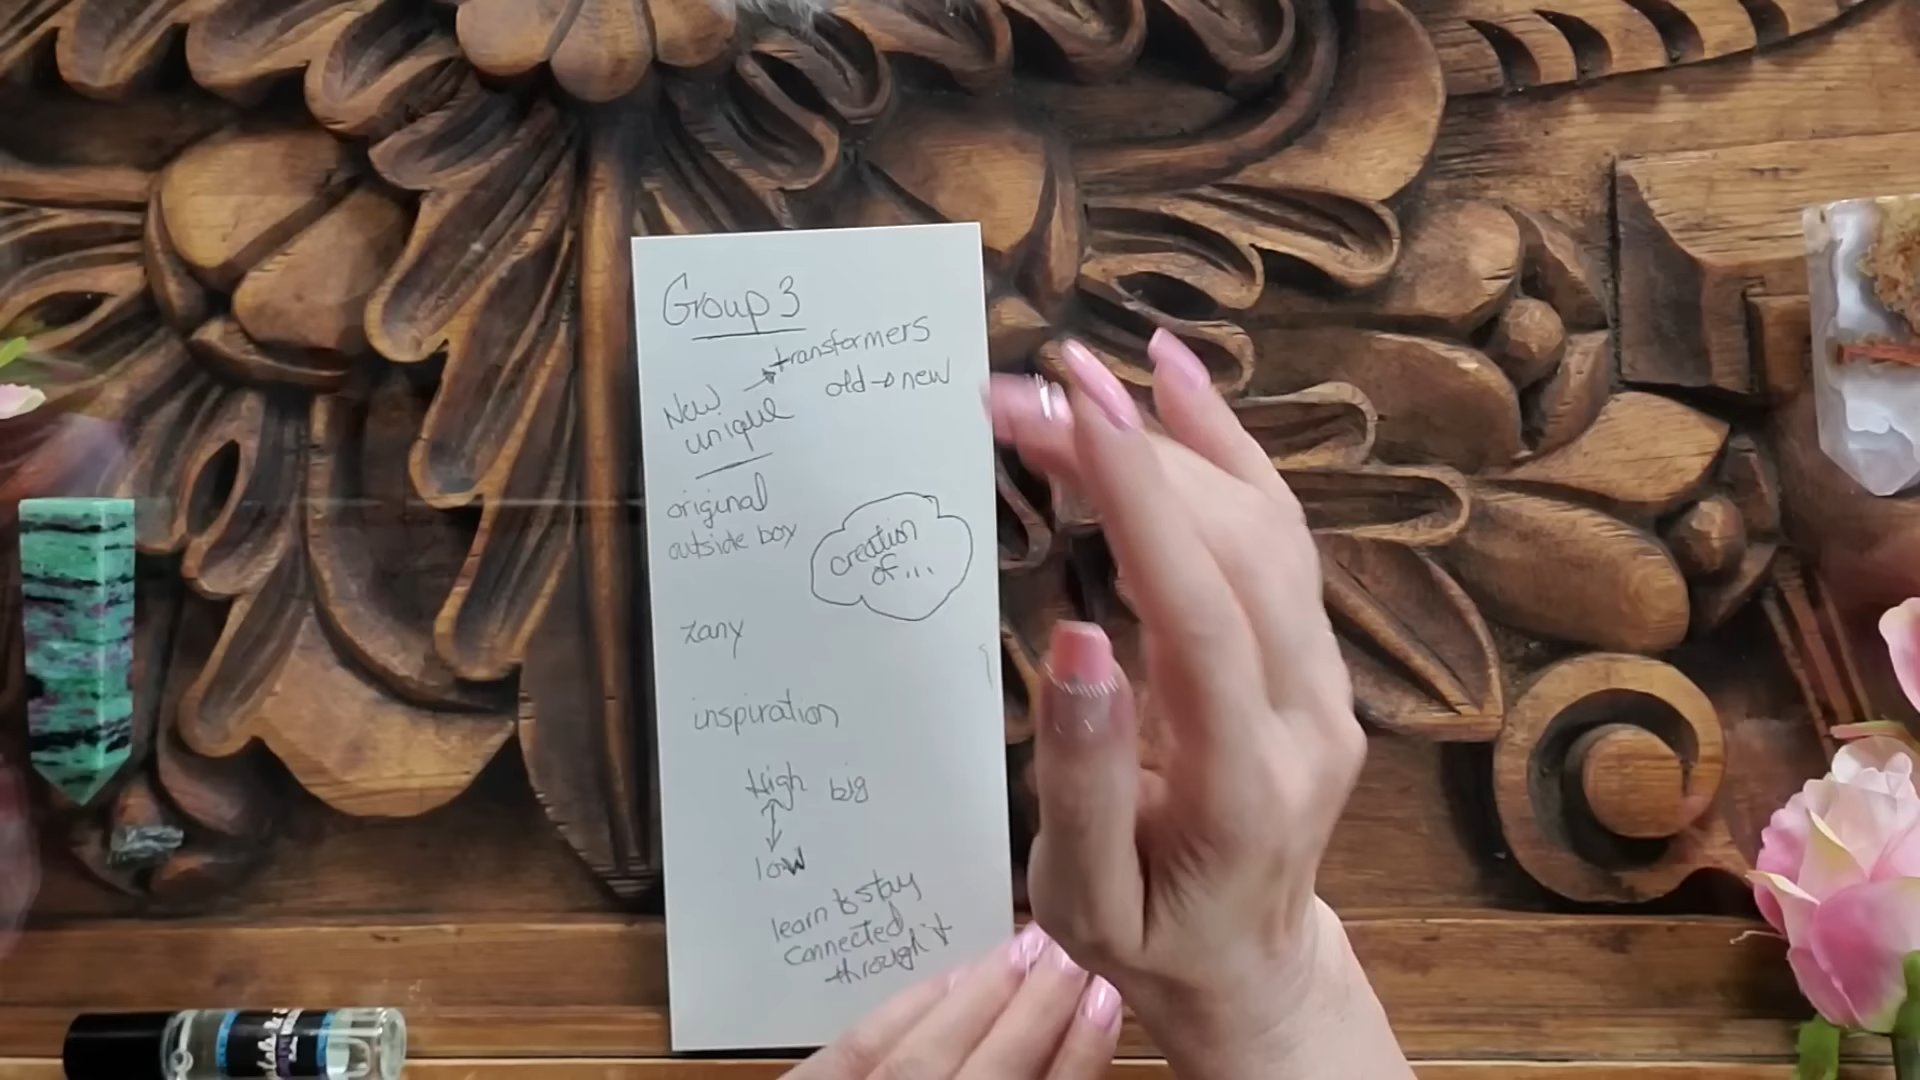 Group 3
transformers
old → new
New
unique
original
outside box
creation
of...
zany
inspiration
High big
low
learn to stay
connected
through it